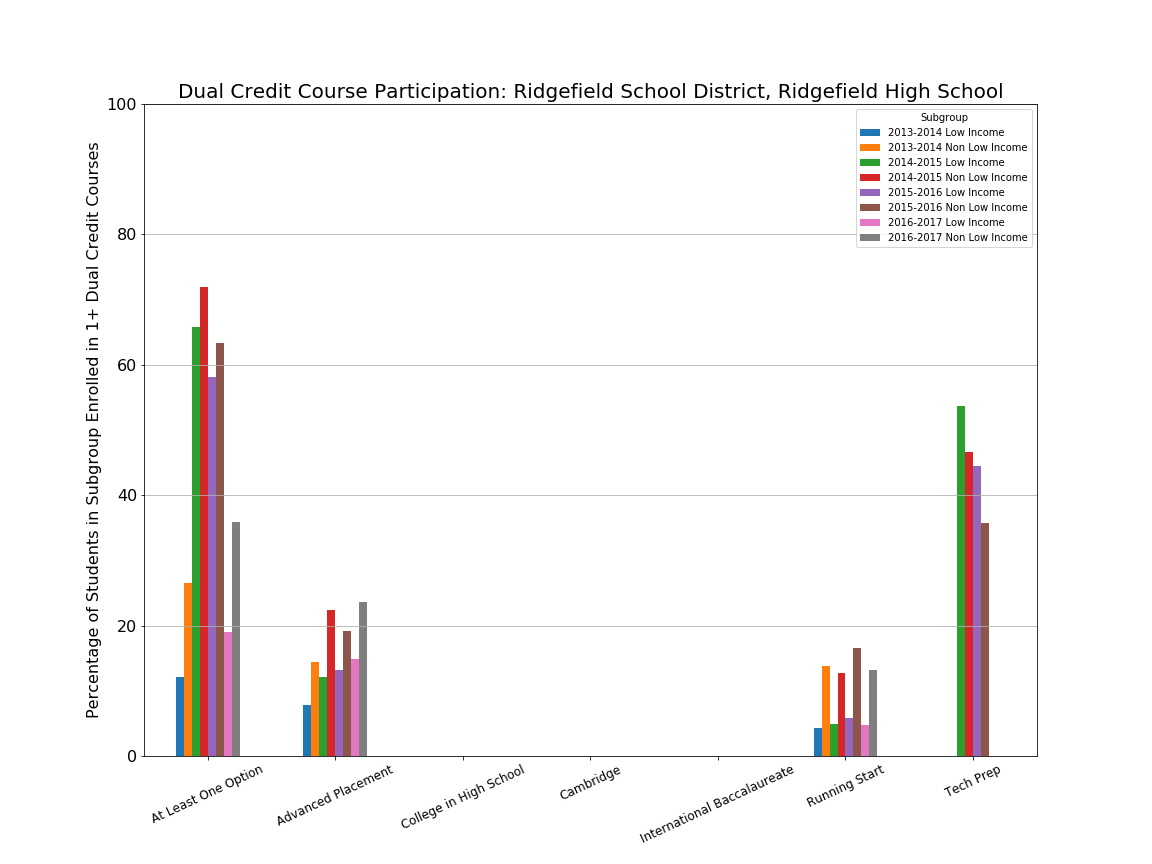 Dual Credit Course Participation: Ridgefield School District, Ridgefield High School
Percentage of Students in Subgroup Enrolled in 1+ Dual Credit Courses
100
80
60
40
20
0
Subgroup
2013-2014 Low Income
2013-2014 Non Low Income
2014-2015 Low Income
2014-2015 Non Low Income
2015-2016 Low Income
2015-2016 Non Low Income
2016-2017 Low Income
2016-2017 Non Low Income
At Least One Option
Advanced Placement
College in High School
Cambridge
International Baccalaureate
Running Start
Tech Prep